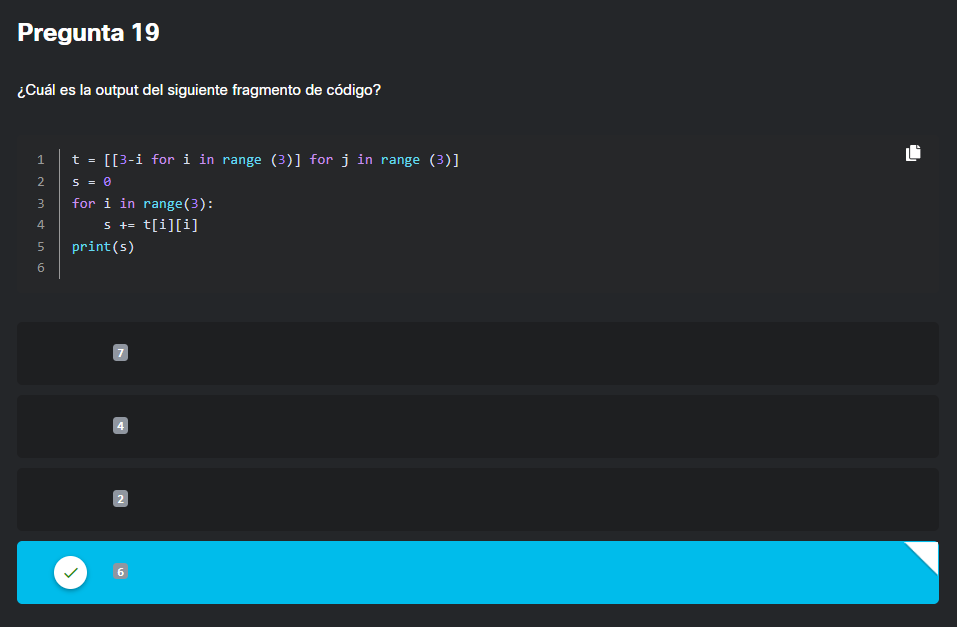 Pregunta 19
¿Cuál es la output del siguiente fragmento de código?
1 t = [[3-i for i in range (3)] for j in range (3)]
2 s = 0
3 for i in range(3):
4     s += t[i][i]
5 print(s)
6
7
4
2
6